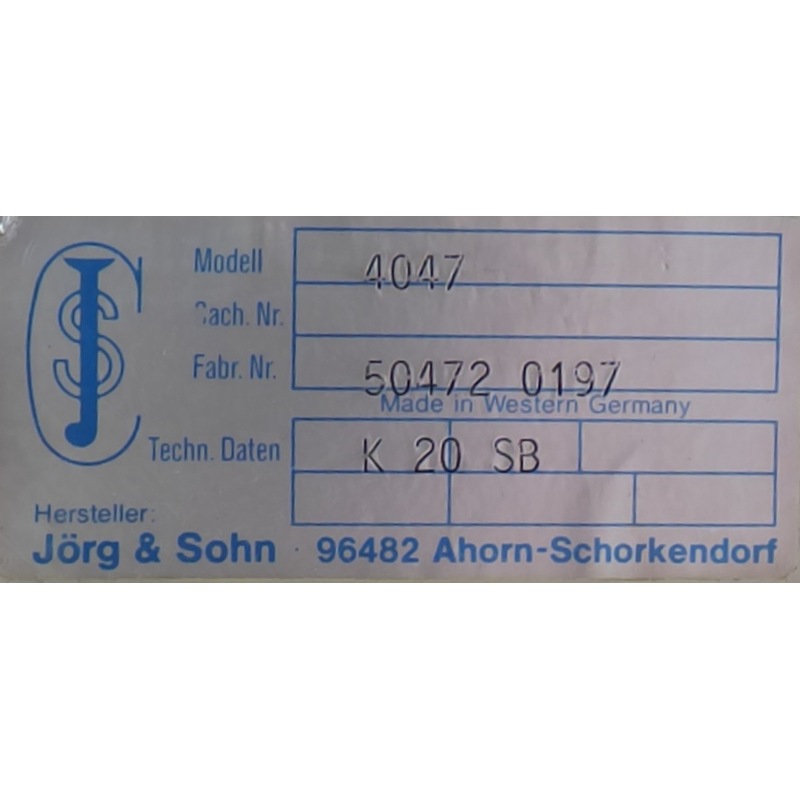 Modell 4047
Sach. Nr.
Fabr. Nr. 50472 0197
Made in Western Germany
Techn. Daten K 20 SB
Hersteller:
Jörg & Sohn · 96482 Ahorn-Schorkendorf